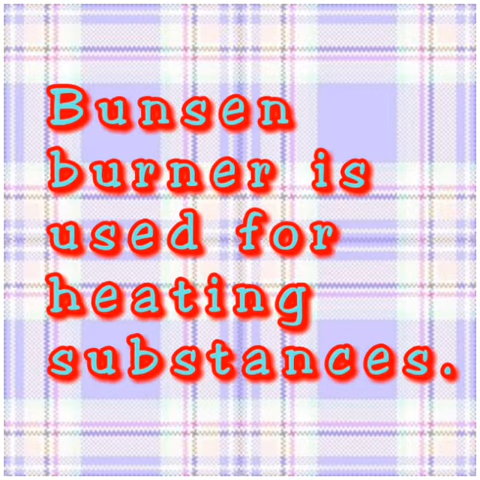 Bunsen
burner is
used for
heating
substances.